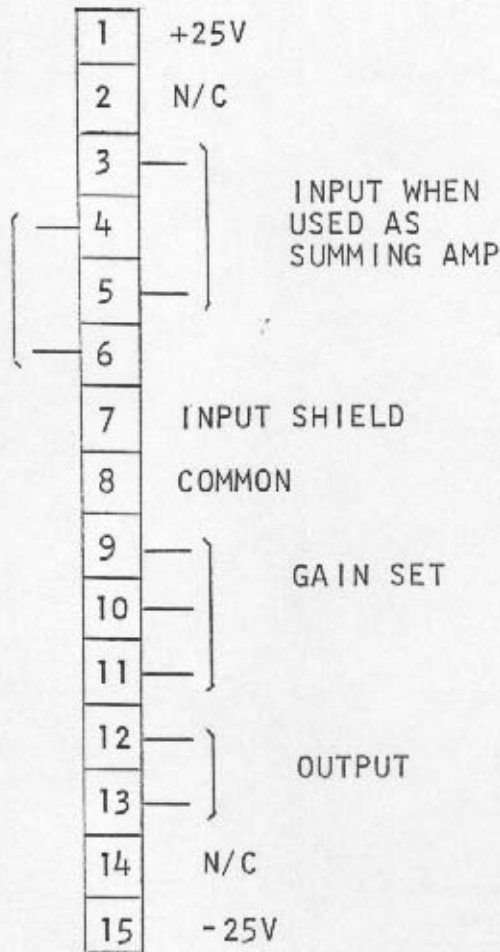 1 +25V
2 N/C
3
INPUT WHEN
4 USED AS
SUMMING AMP
5
6
7 INPUT SHIELD
8 COMMON
9
GAIN SET
10
11
12
OUTPUT
13
14 N/C
15 -25V